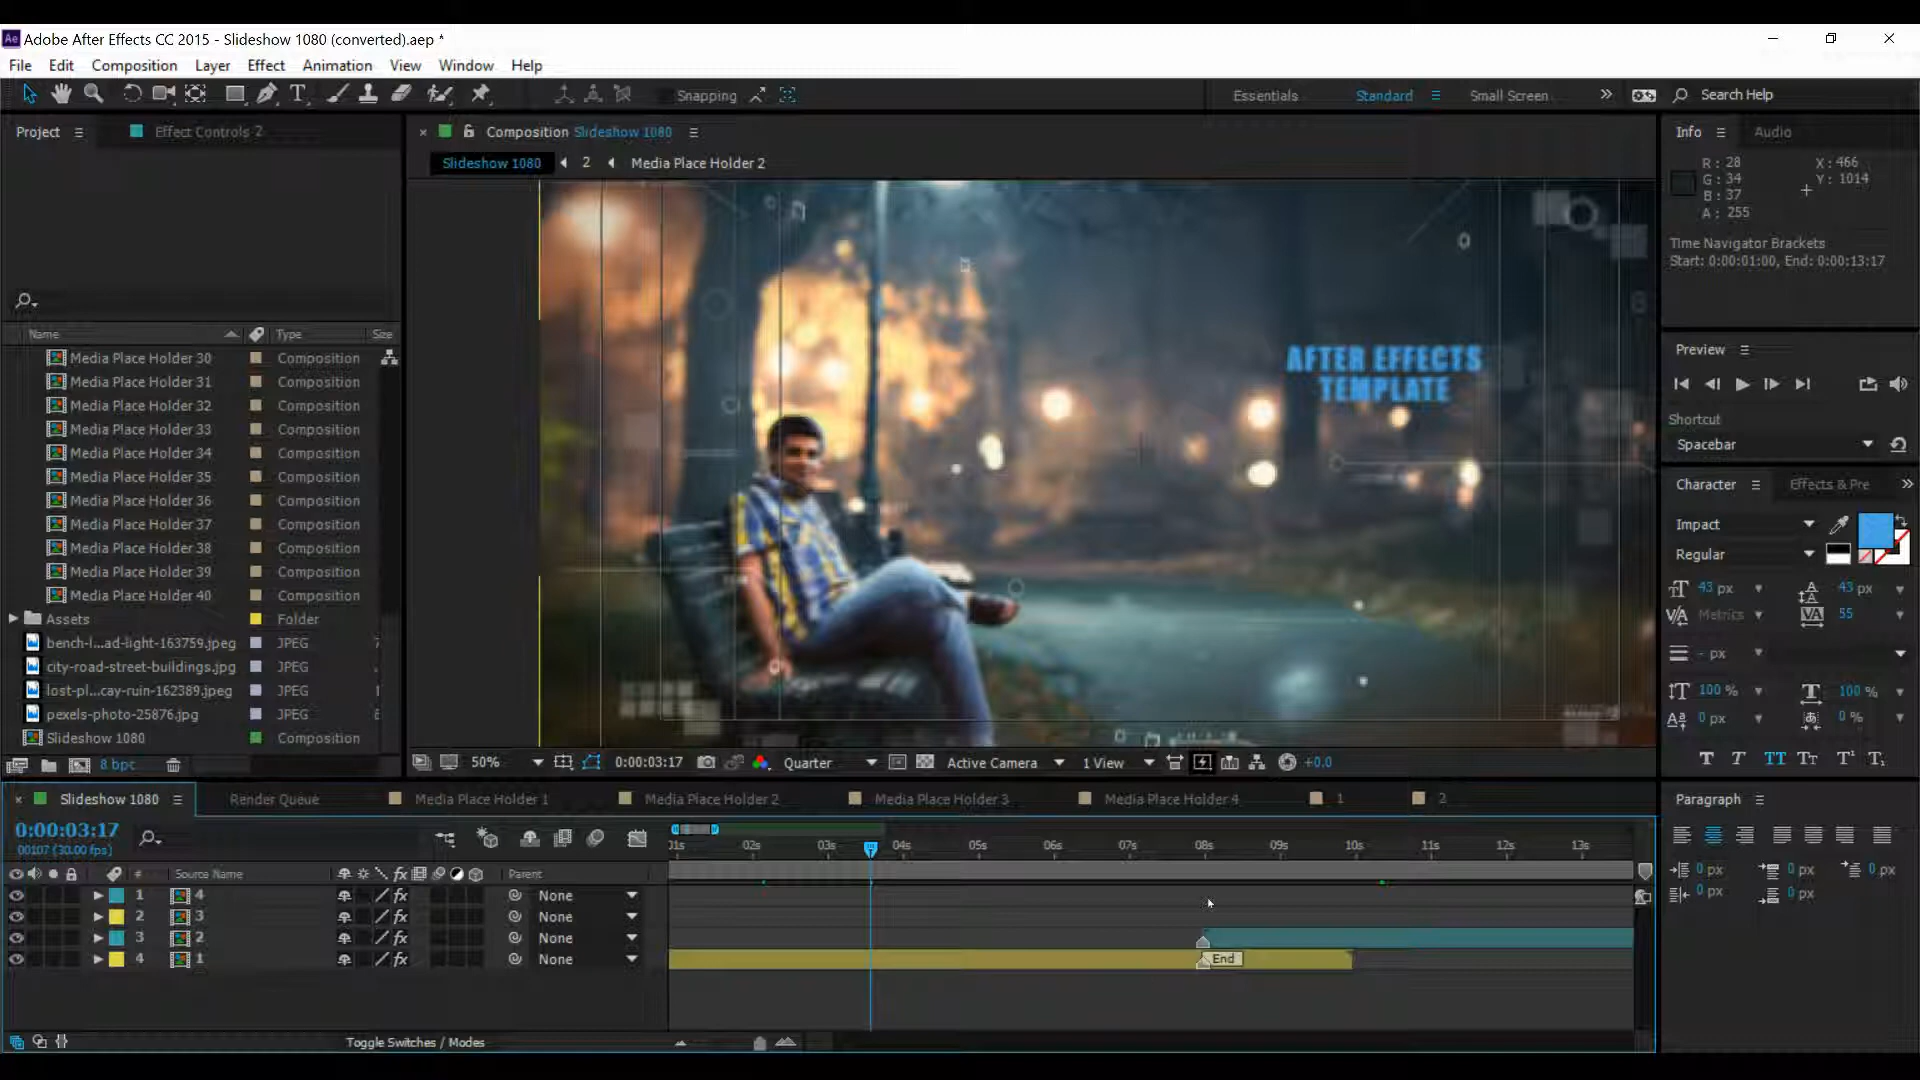 Ae Adobe After Effects CC 2015 - Slideshow 1080 (converted).aep *
File Edit Composition Layer Effect Animation View Window Help
Snapping
Essentials Standard Small Screen Search Help
Project Effect Controls 2
Composition Slideshow 1080
Slideshow 1080 2 Media Place Holder 2
Name Type Size
Media Place Holder 30 Composition
Media Place Holder 31 Composition
Media Place Holder 32 Composition
Media Place Holder 33 Composition
Media Place Holder 34 Composition
Media Place Holder 35 Composition
Media Place Holder 36 Composition
Media Place Holder 37 Composition
Media Place Holder 38 Composition
Media Place Holder 39 Composition
Media Place Holder 40 Composition
Assets Folder
bench-l...ad-light-163759.jpeg JPEG
city-road-street-buildings.jpg JPEG
lost-pl...cay-ruin-162389.jpeg JPEG
pexels-photo-25876.jpg JPEG
Slideshow 1080 Composition
8 bpc
AFTER EFFECTS
TEMPLATE
50% 0:00:03:17 Quarter Active Camera 1 View +0.0
Info Audio
R : 28 X : 466
G : 34 Y : 1014
B : 37
A : 255
Time Navigator Brackets
Start: 0:00:01:00, End: 0:00:13:17
Preview
Shortcut
Spacebar
Character Effects & Pre
Impact
Regular
43 px 43 px
Metrics 55
- px
100 % 100 %
0 px 0 %
Paragraph
0 px 0 px 0 px
0 px 0 px
Slideshow 1080 Render Queue Media Place Holder 1 Media Place Holder 2 Media Place Holder 3 Media Place Holder 4 1 2
0:00:03:17
00107 (30.00 fps)
01s 02s 03s 04s 05s 06s 07s 08s 09s 10s 11s 12s 13s
# Source Name Parent
1 4 fx None
2 3 fx None
3 2 fx None
4 1 fx None
End
Toggle Switches / Modes